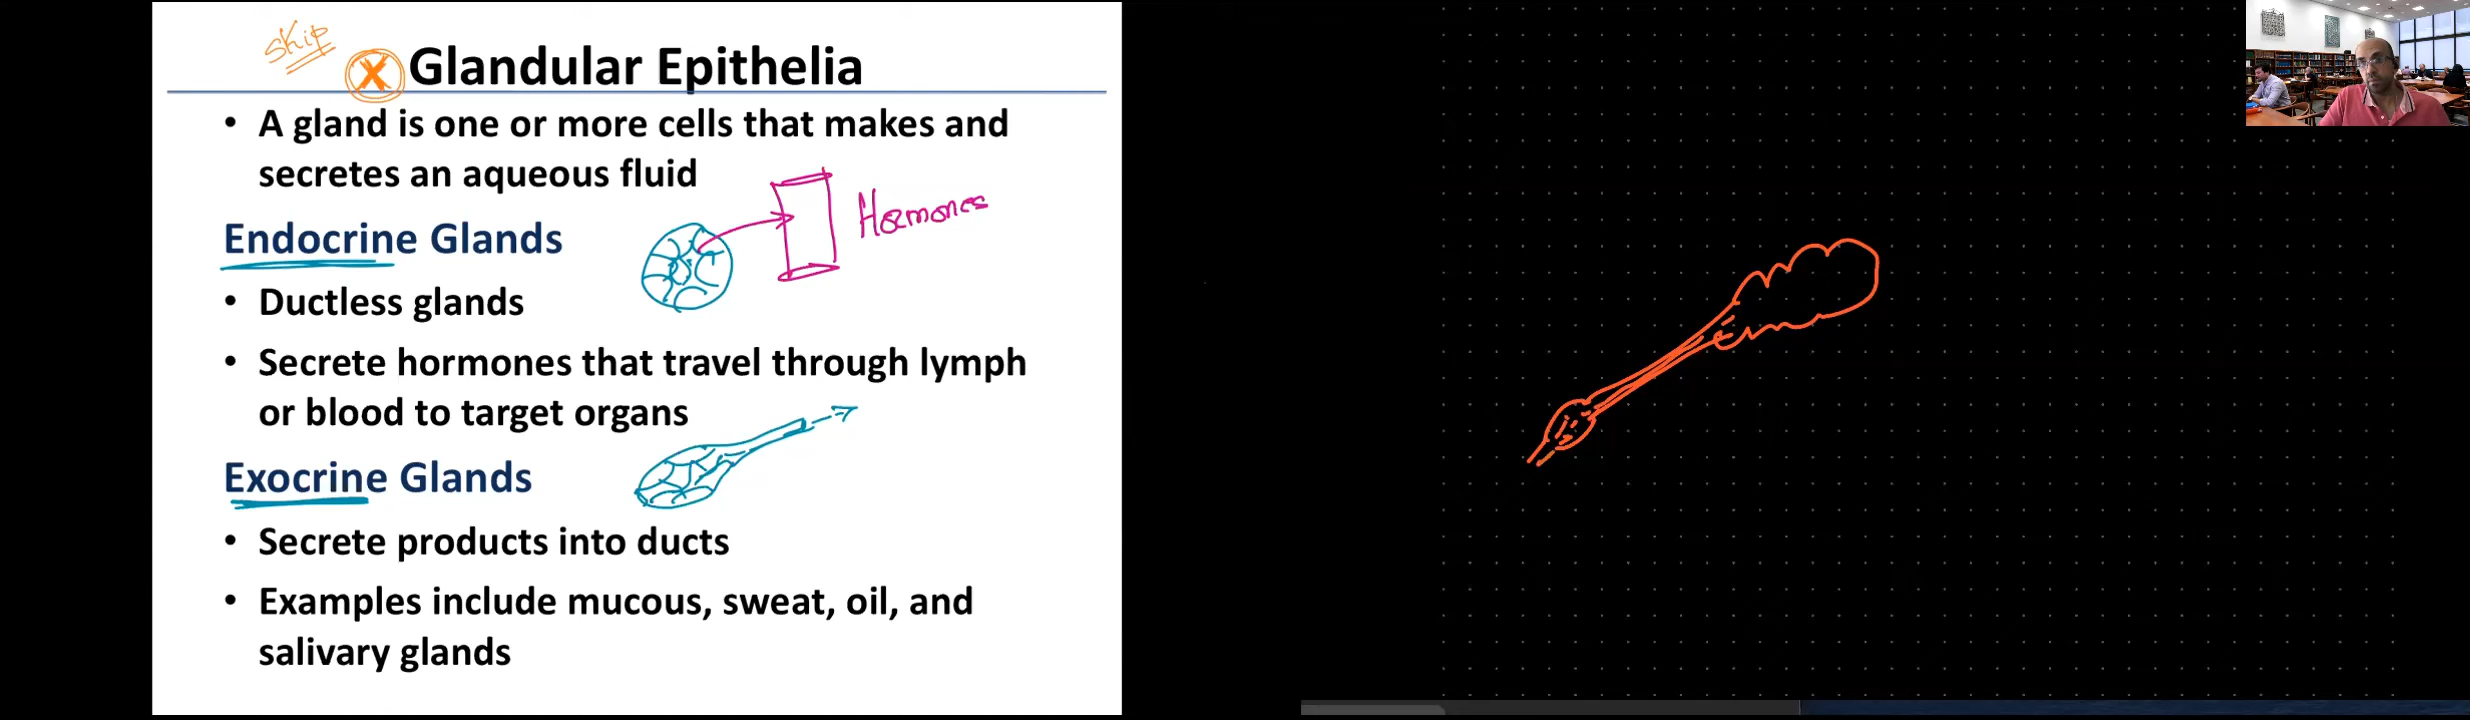 skip
X Glandular Epithelia
• A gland is one or more cells that makes and
secretes an aqueous fluid
Hormones
Endocrine Glands
• Ductless glands
• Secrete hormones that travel through lymph
or blood to target organs
Exocrine Glands
• Secrete products into ducts
• Examples include mucous, sweat, oil, and
salivary glands